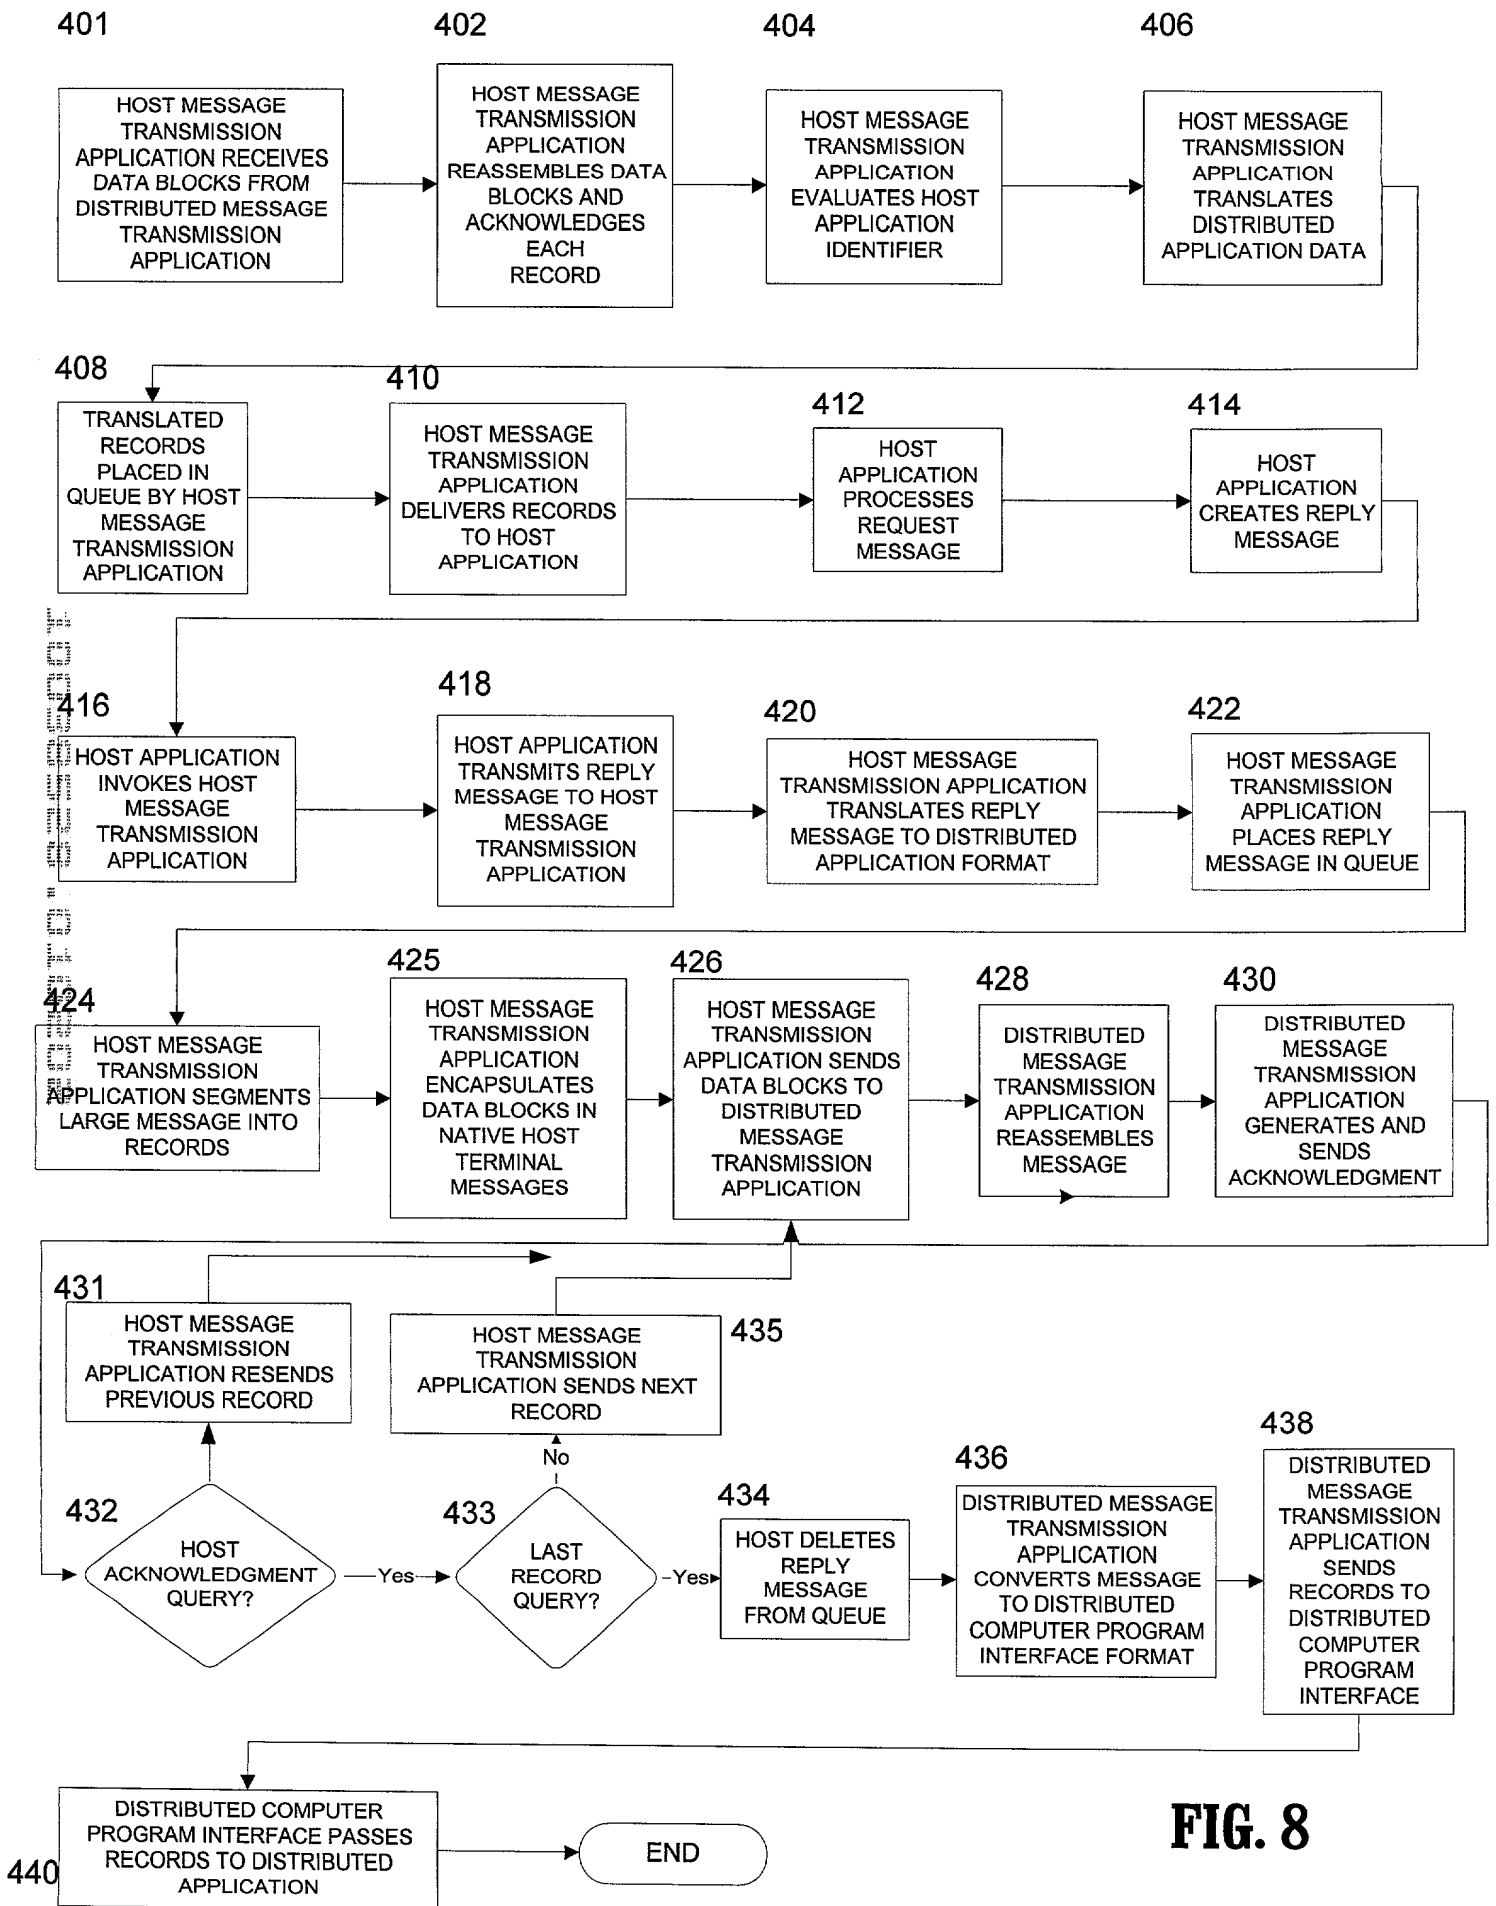 401
HOST MESSAGE
TRANSMISSION
APPLICATION RECEIVES
DATA BLOCKS FROM
DISTRIBUTED MESSAGE
TRANSMISSION
APPLICATION
402
HOST MESSAGE
TRANSMISSION
APPLICATION
REASSEMBLES DATA
BLOCKS AND
ACKNOWLEDGES
EACH
RECORD
404
HOST MESSAGE
TRANSMISSION
APPLICATION
EVALUATES HOST
APPLICATION
IDENTIFIER
406
HOST MESSAGE
TRANSMISSION
APPLICATION
TRANSLATES
DISTRIBUTED
APPLICATION DATA
408
TRANSLATED
RECORDS
PLACED IN
QUEUE BY HOST
MESSAGE
TRANSMISSION
APPLICATION
410
HOST MESSAGE
TRANSMISSION
APPLICATION
DELIVERS RECORDS
TO HOST
APPLICATION
412
HOST
APPLICATION
PROCESSES
REQUEST
MESSAGE
414
HOST
APPLICATION
CREATES REPLY
MESSAGE
416
HOST APPLICATION
INVOKES HOST
MESSAGE
TRANSMISSION
APPLICATION
418
HOST APPLICATION
TRANSMITS REPLY
MESSAGE TO HOST
MESSAGE
TRANSMISSION
APPLICATION
420
HOST MESSAGE
TRANSMISSION APPLICATION
TRANSLATES REPLY
MESSAGE TO DISTRIBUTED
APPLICATION FORMAT
422
HOST MESSAGE
TRANSMISSION
APPLICATION
PLACES REPLY
MESSAGE IN QUEUE
424
HOST MESSAGE
TRANSMISSION
APPLICATION SEGMENTS
LARGE MESSAGE INTO
RECORDS
425
HOST MESSAGE
TRANSMISSION
APPLICATION
ENCAPSULATES
DATA BLOCKS IN
NATIVE HOST
TERMINAL
MESSAGES
426
HOST MESSAGE
TRANSMISSION
APPLICATION SENDS
DATA BLOCKS TO
DISTRIBUTED
MESSAGE
TRANSMISSION
APPLICATION
428
DISTRIBUTED
MESSAGE
TRANSMISSION
APPLICATION
REASSEMBLES
MESSAGE
430
DISTRIBUTED
MESSAGE
TRANSMISSION
APPLICATION
GENERATES AND
SENDS
ACKNOWLEDGMENT
431
HOST MESSAGE
TRANSMISSION
APPLICATION RESENDS
PREVIOUS RECORD
435
HOST MESSAGE
TRANSMISSION
APPLICATION SENDS NEXT
RECORD
No
432
HOST
ACKNOWLEDGMENT
QUERY?
Yes
433
LAST
RECORD
QUERY?
Yes
434
HOST DELETES
REPLY
MESSAGE
FROM QUEUE
436
DISTRIBUTED MESSAGE
TRANSMISSION
APPLICATION
CONVERTS MESSAGE
TO DISTRIBUTED
COMPUTER PROGRAM
INTERFACE FORMAT
438
DISTRIBUTED
MESSAGE
TRANSMISSION
APPLICATION
SENDS
RECORDS TO
DISTRIBUTED
COMPUTER
PROGRAM
INTERFACE
440
DISTRIBUTED COMPUTER
PROGRAM INTERFACE PASSES
RECORDS TO DISTRIBUTED
APPLICATION
END
FIG. 8